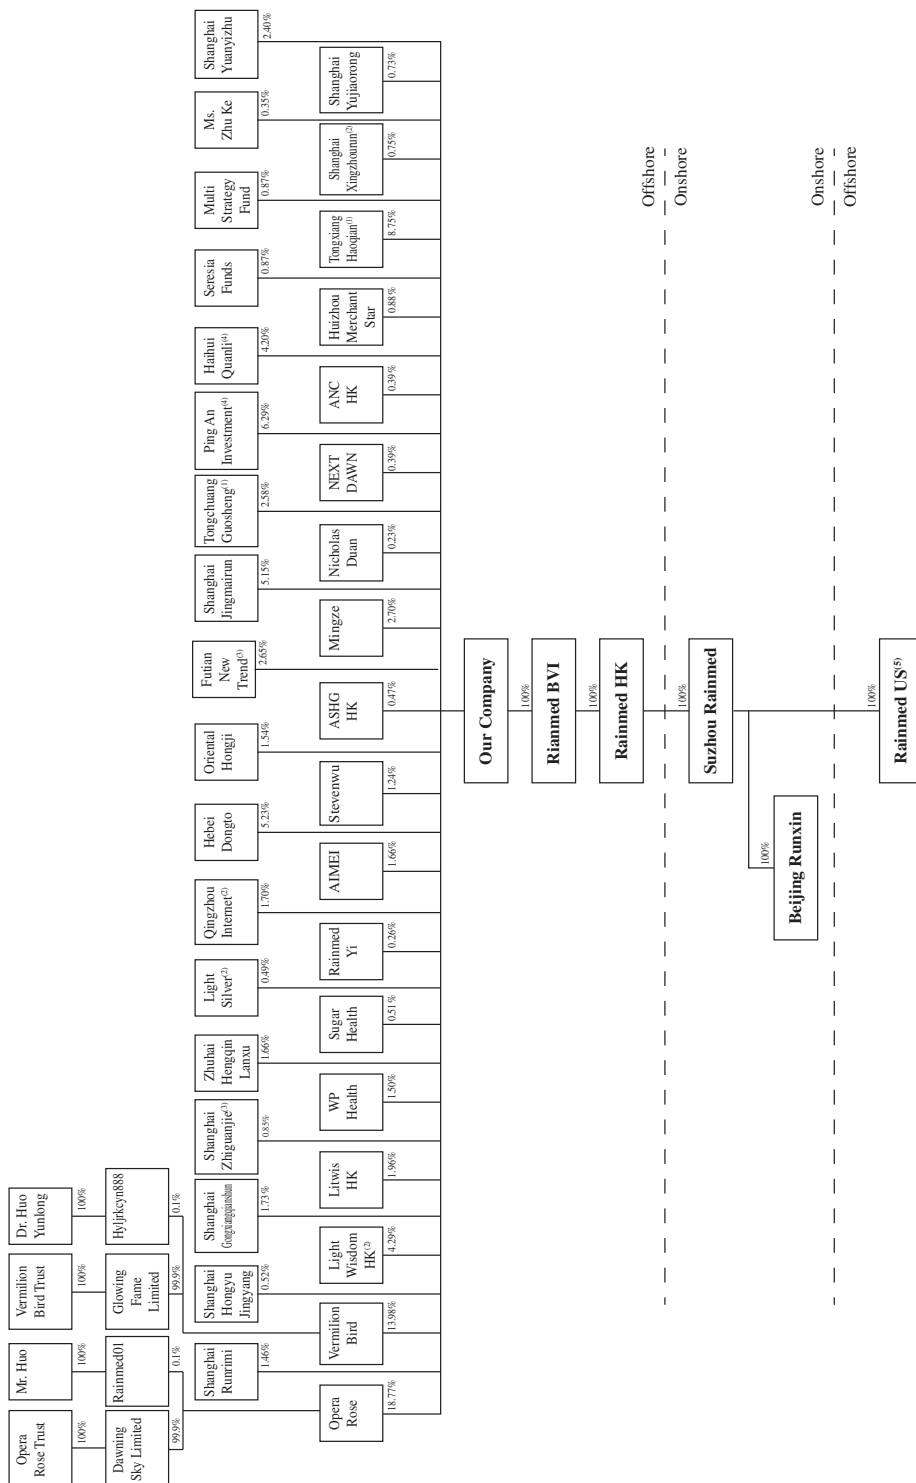 Opera
Rose Trust
100%
Dawning
Sky Limited
99.9%
Mr. Huo
100%
Rainmed01
0.1%
Vermilion
Bird Trust
100%
Glowing
Fame
Limited
99.9%
Dr. Huo
Yunlong
100%
Hyljrkcyn888
0.1%
Shanghai
Runrimi
1.46%
Shanghai
Hongyu
Jingyang
0.52%
Shanghai
Gongxiangqianshun
1.73%
Shanghai
Zhiguanjie(3)
0.85%
Zhuhai
Hengqin
Lanxu
1.66%
Light
Silver(2)
0.49%
Qingzhou
Internet(2)
1.70%
Hebei
Dongto
5.23%
Oriental
Hongji
1.54%
Futian
New
Trend(3)
2.65%
Shanghai
Jingmairun
5.15%
Tongchuang
Guosheng(1)
2.58%
Ping An
Investment(4)
6.29%
Haihui
Quanli(4)
4.20%
Seresia
Funds
0.87%
Multi
Strategy
Fund
0.87%
Ms.
Zhu Ke
0.35%
Shanghai
Yuanyizhu
2.40%
Opera
Rose
18.77%
Vermilion
Bird
13.98%
Light
Wisdom
HK(2)
4.29%
Litwis
HK
1.96%
WP
Health
1.50%
Sugar
Health
0.51%
Rainmed
Yi
0.26%
AIMEI
1.66%
Stevenwu
1.24%
ASHG
HK
0.47%
Mingze
2.70%
Nicholas
Duan
0.23%
NEXT
DAWN
0.39%
ANC
HK
0.39%
Huizhou
Merchant
Star
0.88%
Tongxiang
Haoqian(1)
8.75%
Shanghai
Xingzhourun(2)
0.75%
Shanghai
Yujiaorong
0.73%
Our Company
100%
Rianmed BVI
100%
Rainmed HK
Offshore
Onshore
100%
Suzhou Rainmed
100%
Beijing Runxin
Onshore
Offshore
100%
Rainmed US(5)